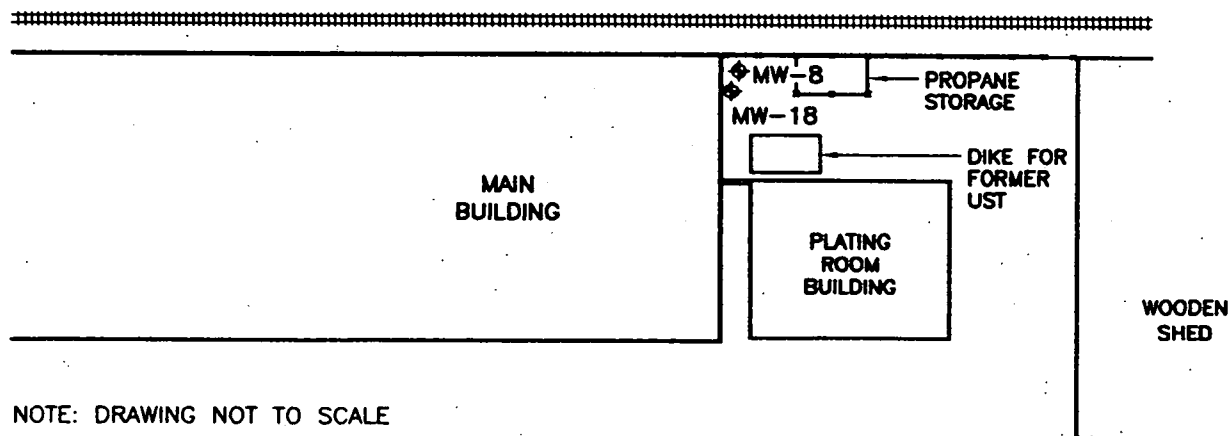 MW-8
MW-18
PROPANE
STORAGE
DIKE FOR
FORMER
UST
MAIN
BUILDING
PLATING
ROOM
BUILDING
WOODEN
SHED
NOTE: DRAWING NOT TO SCALE